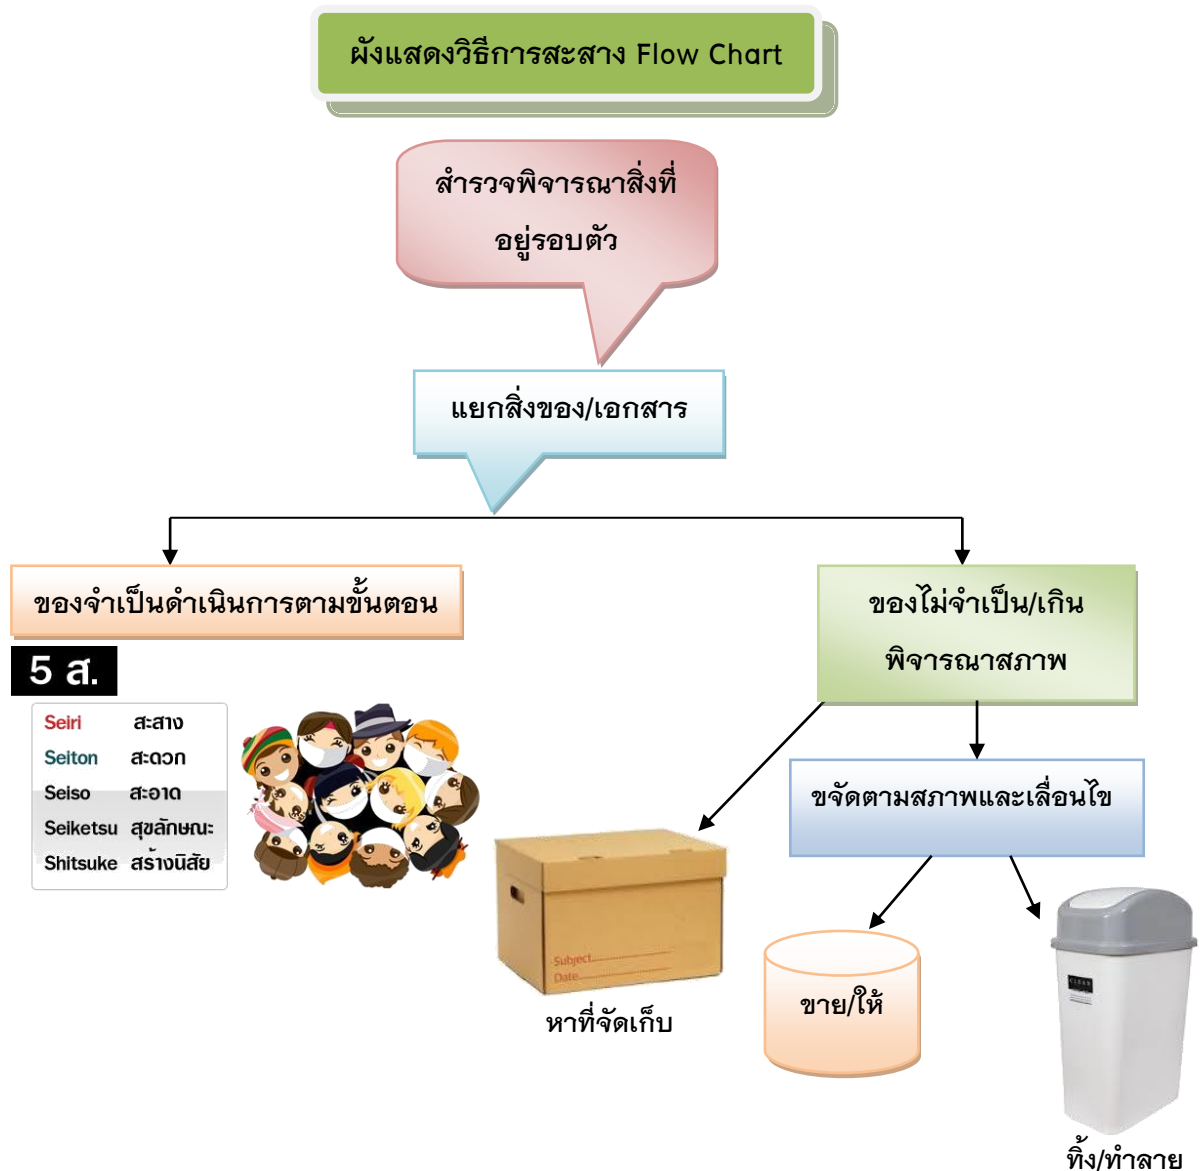 ผังแสดงวิธีการสะสาง Flow Chart
สำรวจพิจารณาสิ่งที่
อยู่รอบตัว
แยกสิ่งของ/เอกสาร
ของจำเป็นดำเนินการตามขั้นตอน
ของไม่จำเป็น/เกิน
พิจารณาสภาพ
5 ส.
Seiri สะสาง
Seiton สะดวก
Seiso สะอาด
Seiketsu สุขลักษณะ
Shitsuke สร้างนิสัย
ขจัดตามสภาพและเลื่อนไข
Subject
Date
หาที่จัดเก็บ
ขาย/ให้
CLEAN
ทิ้ง/ทำลาย